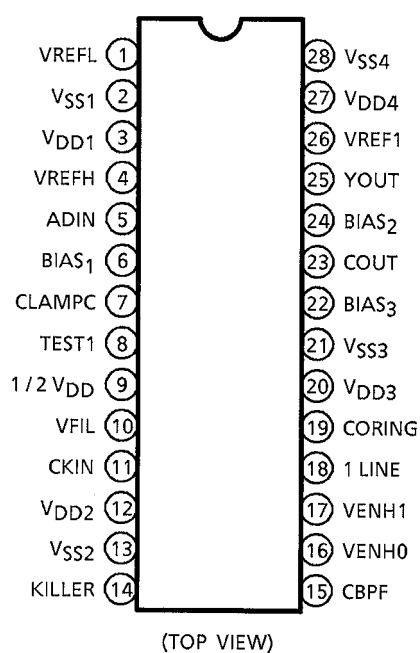 VREFL 1 28 VSS4
VSS1 2 27 VDD4
VDD1 3 26 VREF1
VREFH 4 25 YOUT
ADIN 5 24 BIAS2
BIAS1 6 23 COUT
CLAMPC 7 22 BIAS3
TEST1 8 21 VSS3
1/2 VDD 9 20 VDD3
VFIL 10 19 CORING
CKIN 11 18 1 LINE
VDD2 12 17 VENH1
VSS2 13 16 VENH0
KILLER 14 15 CBPF
(TOP VIEW)